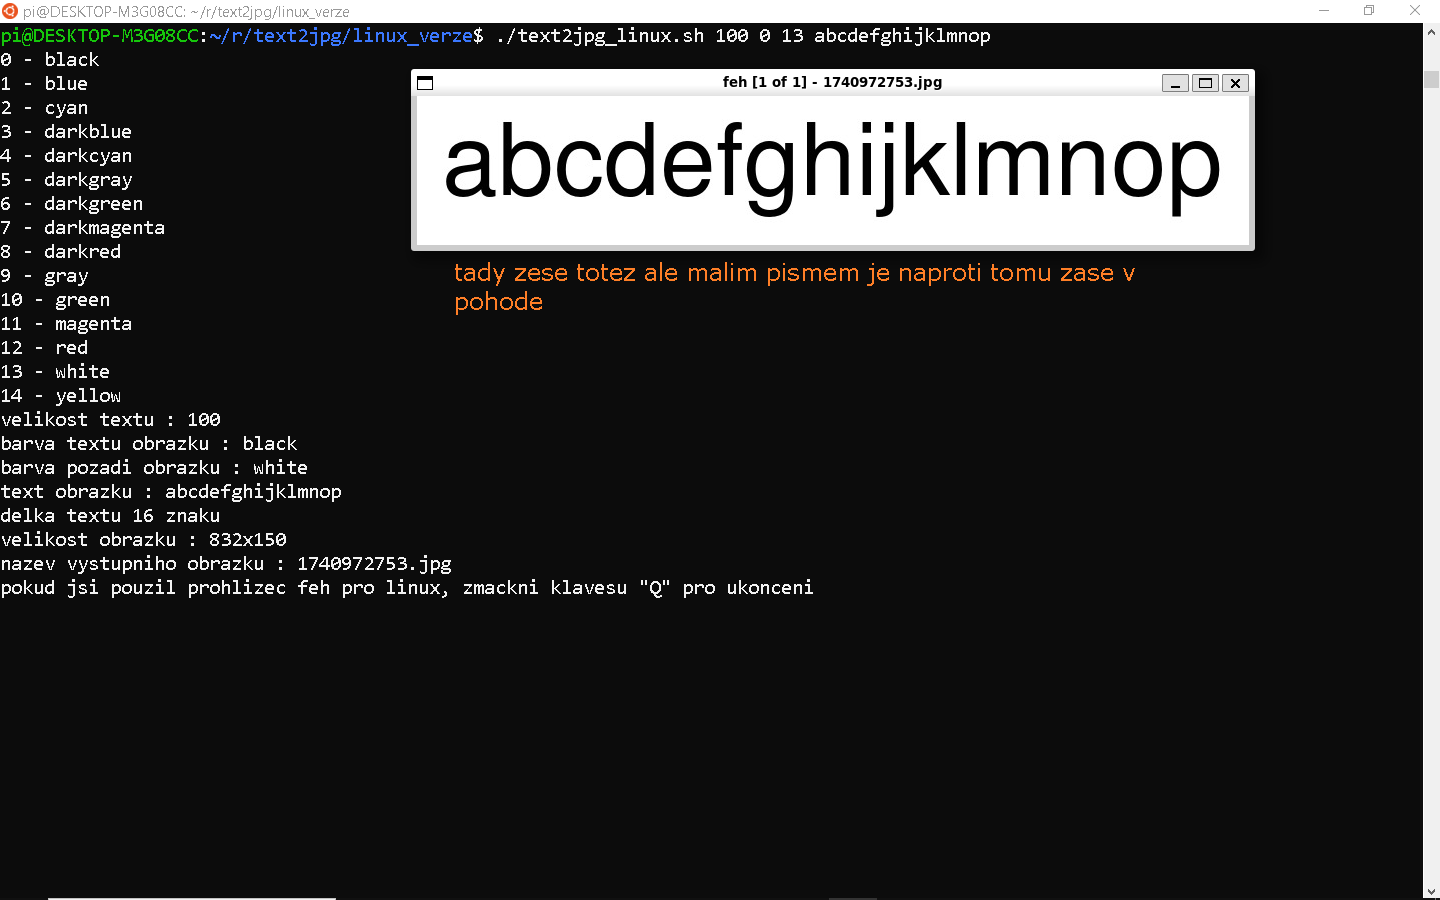 pi@DESKTOP-M3G08CC: ~/r/text2jpg/linux_verze
pi@DESKTOP-M3G08CC:~/r/text2jpg/linux_verze$ ./text2jpg_linux.sh 100 0 13 abcdefghijklmnop
0 - black
1 - blue
2 - cyan
3 - darkblue
4 - darkcyan
5 - darkgray
6 - darkgreen
7 - darkmagenta
8 - darkred
9 - gray
10 - green
11 - magenta
12 - red
13 - white
14 - yellow
velikost textu : 100
barva textu obrazku : black
barva pozadi obrazku : white
text obrazku : abcdefghijklmnop
delka textu 16 znaku
velikost obrazku : 832x150
nazev vystupniho obrazku : 1740972753.jpg
pokud jsi pouzil prohlizec feh pro linux, zmackni klavesu "Q" pro ukonceni
feh [1 of 1] - 1740972753.jpg
abcdefghijklmnop
tady zese totez ale malim pismem je naproti tomu zase v
pohode